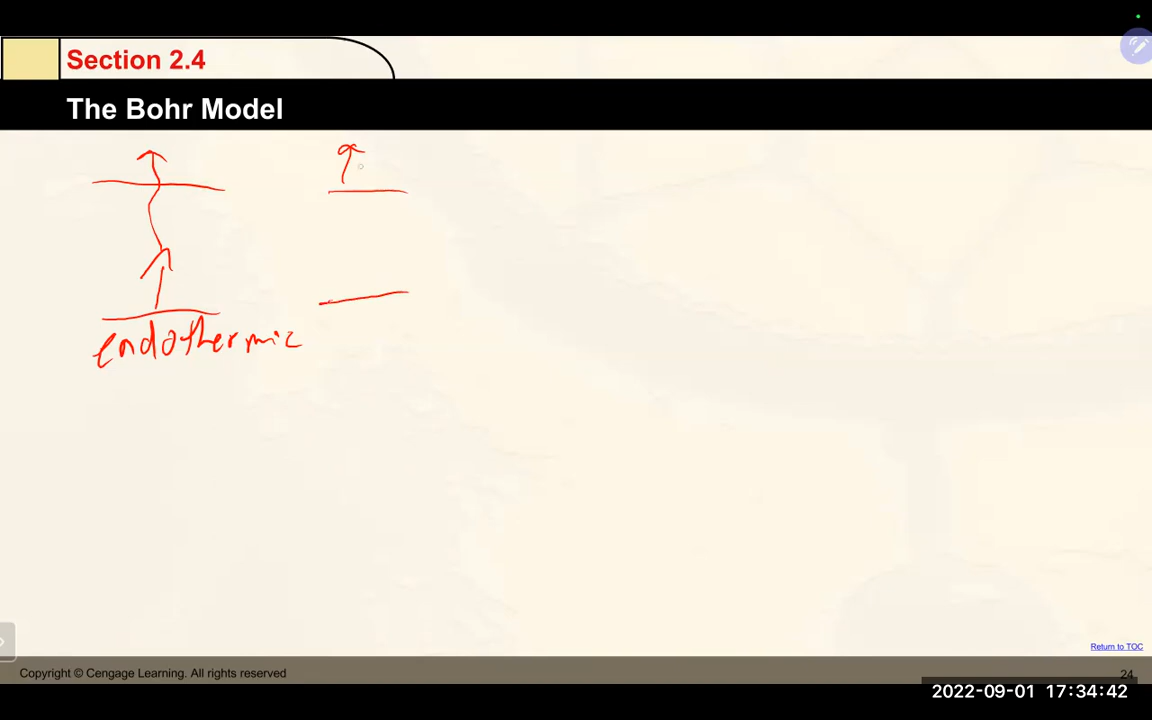 Section 2.4
The Bohr Model
endothermic
Return to TOC
Copyright © Cengage Learning. All rights reserved
24
2022-09-01 17:34:42